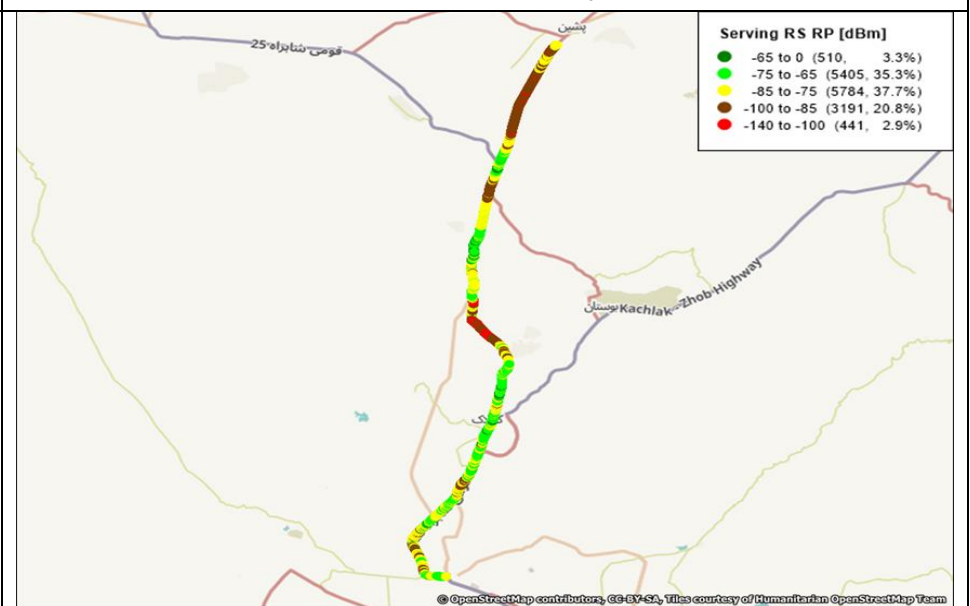 پشین
قومی شاہراہ 25
Serving RS RP [dBm]
-65 to 0 (510, 3.3%)
-75 to -65 (5405, 35.3%)
-85 to -75 (5784, 37.7%)
-100 to -85 (3191, 20.8%)
-140 to -100 (441, 2.9%)
بوستان
Kachlak-Zhob Highway
© OpenStreetMap contributors, CC-BY-SA, Tiles courtesy of Humanitarian OpenStreetMap Team